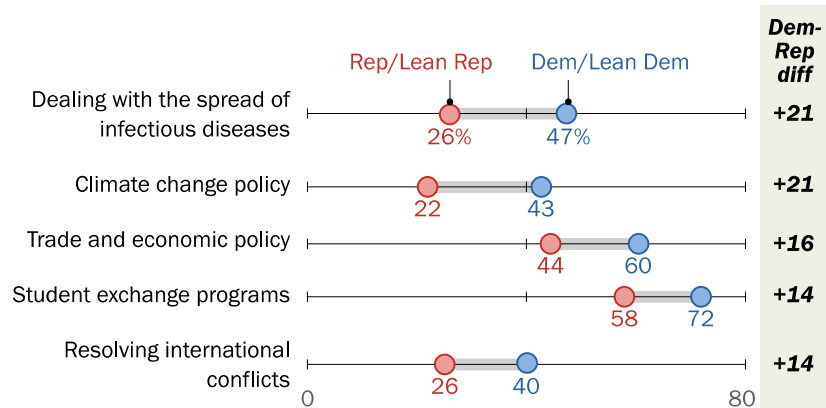 Dem-
Rep
diff
Rep/Lean Rep
Dem/Lean Dem
Dealing with the spread of
infectious diseases
26%
47%
+21
Climate change policy
22
43
+21
Trade and economic policy
44
60
+16
Student exchange programs
58
72
+14
Resolving international
conflicts
26
40
+14
0
80